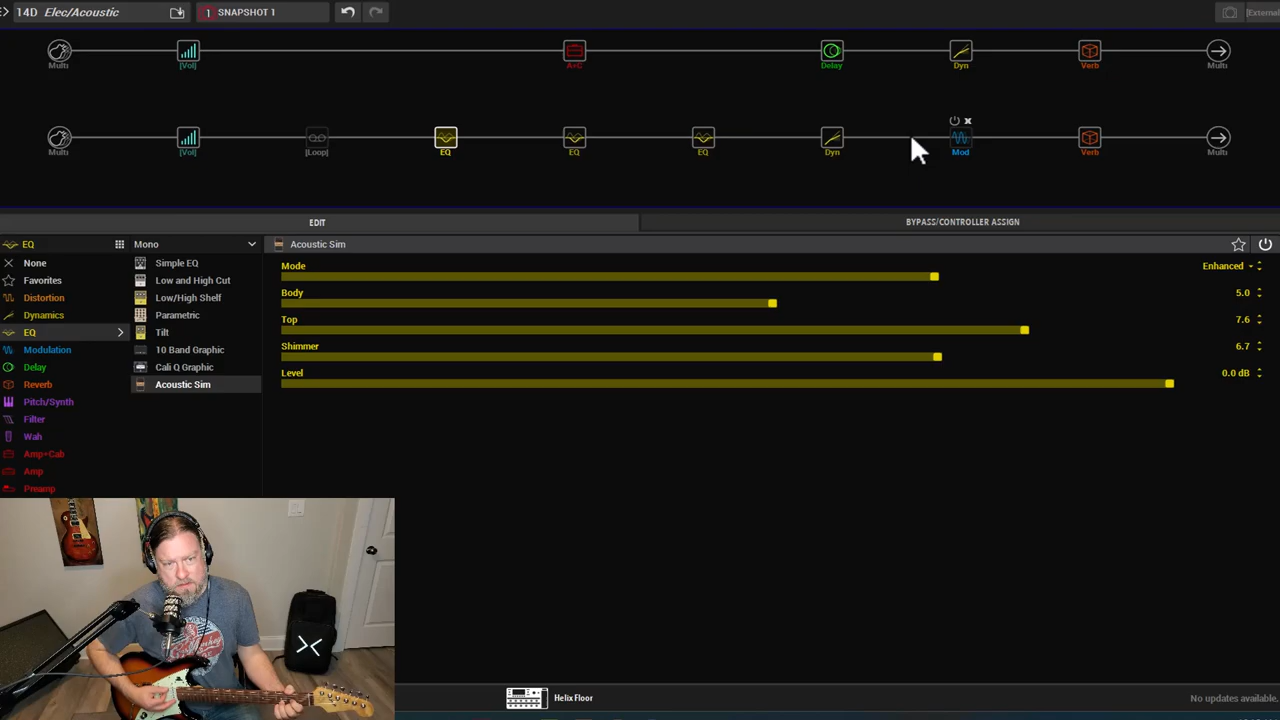 14D Elec/Acoustic
1 SNAPSHOT 1
[External
Multi [Vol] A+C Delay Dyn Verb Multi
Multi [Vol] [Loop] EQ EQ EQ Dyn Mod Verb Multi
EDIT BYPASS/CONTROLLER ASSIGN
EQ
None
Favorites
Distortion
Dynamics
EQ
Modulation
Delay
Reverb
Pitch/Synth
Filter
Wah
Amp+Cab
Amp
Preamp
Mono
Simple EQ
Low and High Cut
Low/High Shelf
Parametric
Tilt
10 Band Graphic
Cali Q Graphic
Acoustic Sim
Acoustic Sim
Mode Enhanced
Body 5.0
Top 7.6
Shimmer 6.7
Level 0.0 dB
Helix Floor
No updates available.